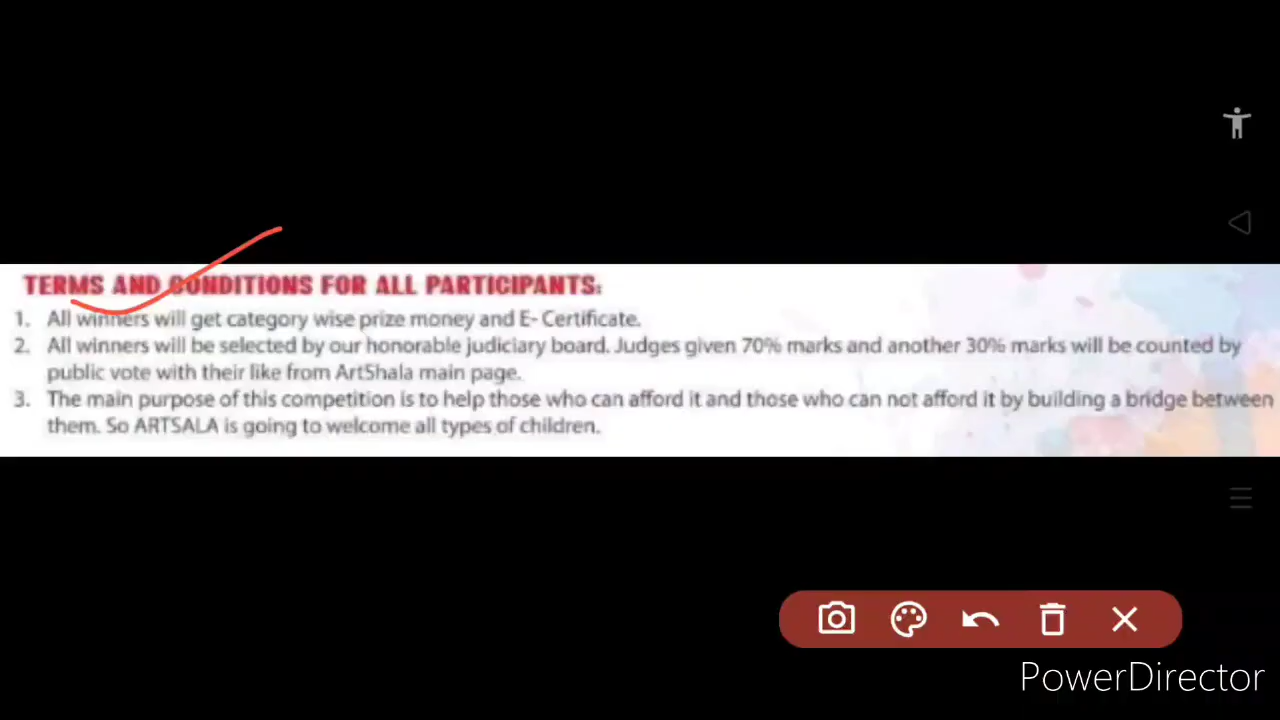 TERMS AND CONDITIONS FOR ALL PARTICIPANTS:
1. All winners will get category wise prize money and E- Certificate.
2. All winners will be selected by our honorable judiciary board. Judges given 70% marks and another 30% marks will be counted by
public vote with their like from ArtShala main page.
3. The main purpose of this competition is to help those who can afford it and those who can not afford it by building a bridge between
them. So ARTSALA is going to welcome all types of children.
PowerDirector